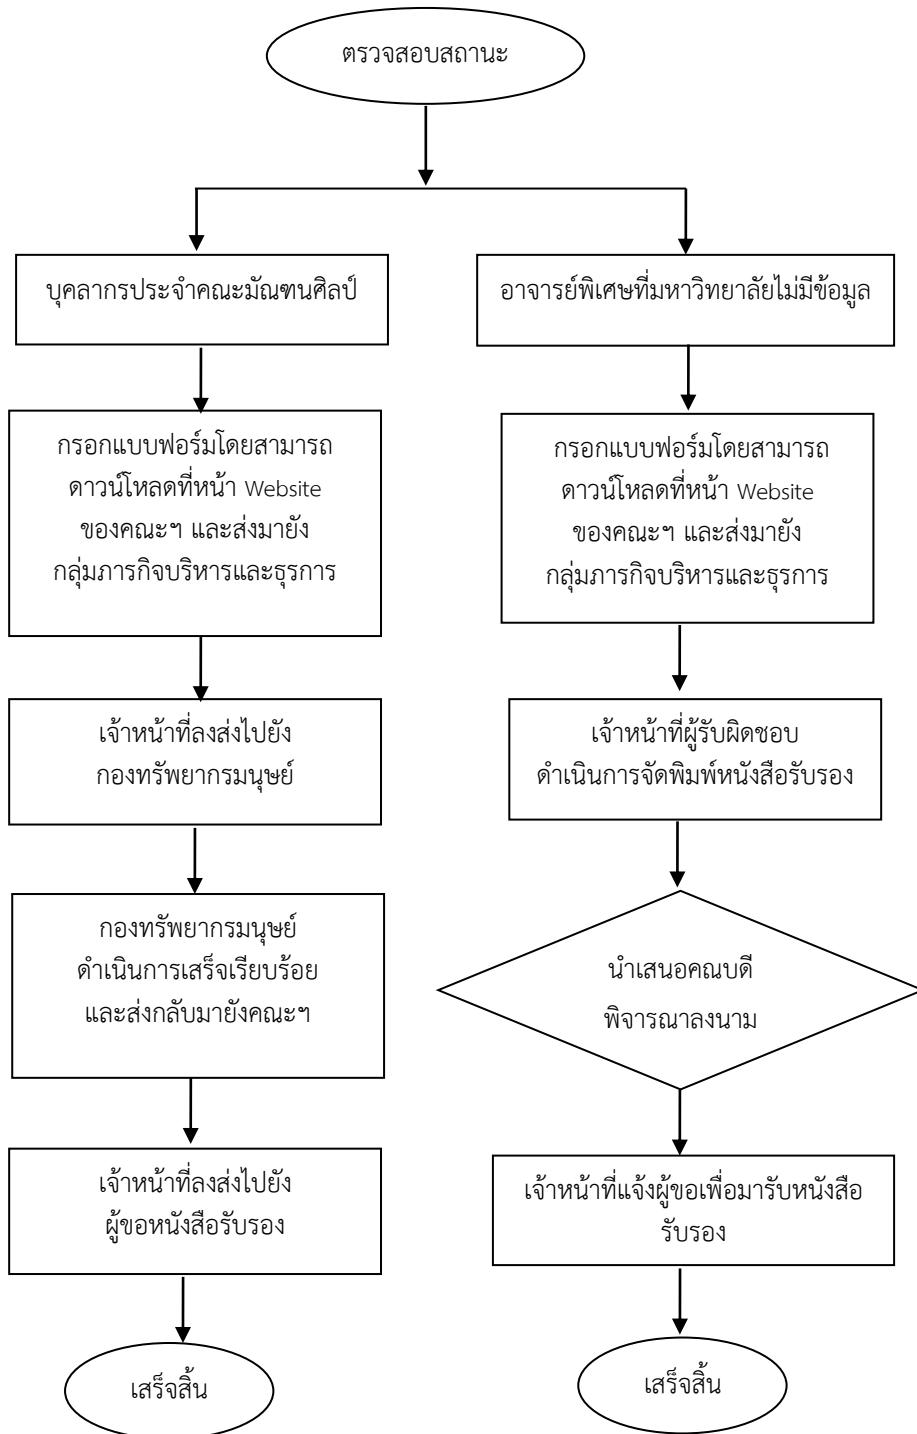 ตรวจสอบสถานะ
บุคลากรประจำคณะมัณฑนศิลป์
กรอกแบบฟอร์มโดยสามารถ
ดาวน์โหลดที่หน้า Website
ของคณะฯ และส่งมายัง
กลุ่มภารกิจบริหารและธุรการ
เจ้าหน้าที่ลงส่งไปยัง
กองทรัพยากรมนุษย์
กองทรัพยากรมนุษย์
ดำเนินการเสร็จเรียบร้อย
และส่งกลับมายังคณะฯ
เจ้าหน้าที่ลงส่งไปยัง
ผู้ขอหนังสือรับรอง
เสร็จสิ้น
อาจารย์พิเศษที่มหาวิทยาลัยไม่มีข้อมูล
กรอกแบบฟอร์มโดยสามารถ
ดาวน์โหลดที่หน้า Website
ของคณะฯ และส่งมายัง
กลุ่มภารกิจบริหารและธุรการ
เจ้าหน้าที่ผู้รับผิดชอบ
ดำเนินการจัดพิมพ์หนังสือรับรอง
นำเสนอคณบดี
พิจารณาลงนาม
เจ้าหน้าที่แจ้งผู้ขอเพื่อมารับหนังสือ
รับรอง
เสร็จสิ้น